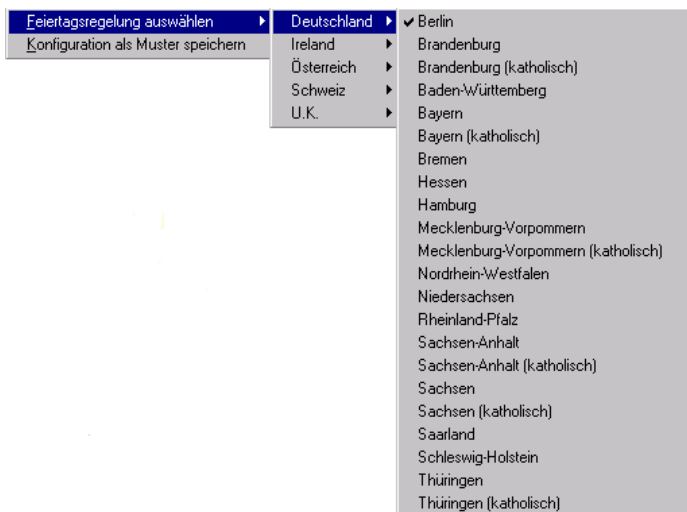 Feiertagsregelung auswählen
Konfiguration als Muster speichern
Deutschland
Ireland
Österreich
Schweiz
U.K.
Berlin
Brandenburg
Brandenburg (katholisch)
Baden-Württemberg
Bayern
Bayern (katholisch)
Bremen
Hessen
Hamburg
Mecklenburg-Vorpommern
Mecklenburg-Vorpommern (katholisch)
Nordrhein-Westfalen
Niedersachsen
Rheinland-Pfalz
Sachsen-Anhalt
Sachsen-Anhalt (katholisch)
Sachsen
Sachsen (katholisch)
Saarland
Schleswig-Holstein
Thüringen
Thüringen (katholisch)